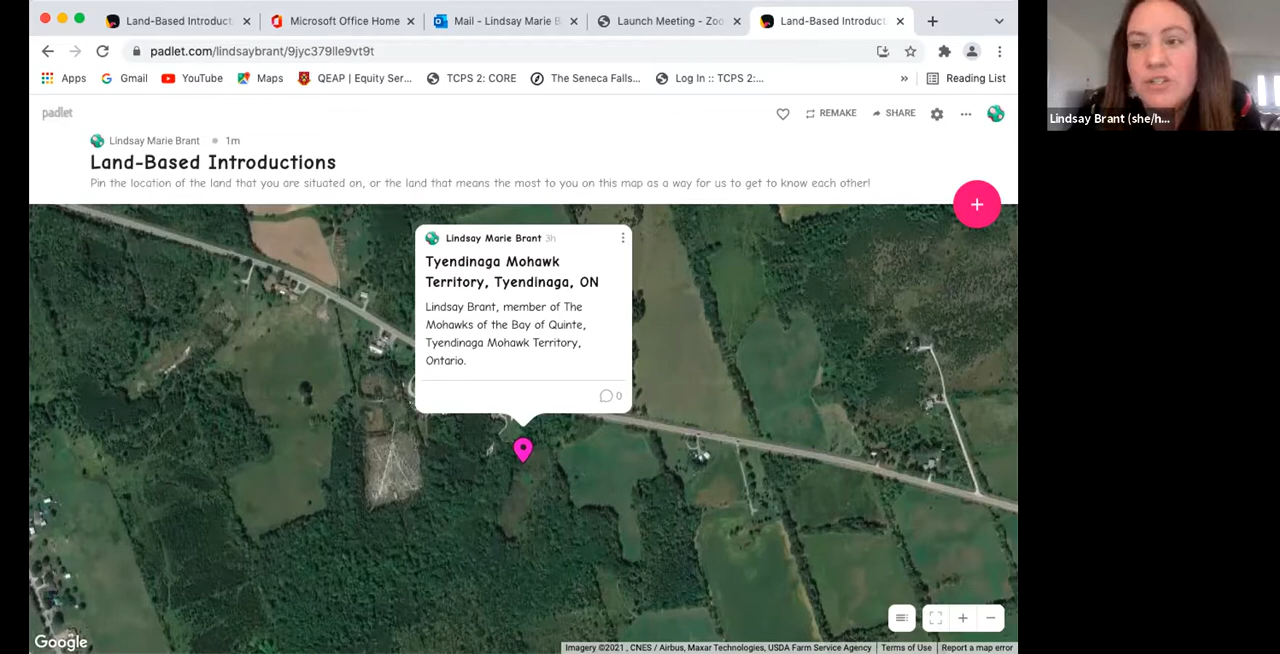 Land-Based Introduct
Microsoft Office Home
Mail - Lindsay Marie B
Launch Meeting - Zoo
Land-Based Introduct
padlet.com/lindsaybrant/9jyc379lle9vt9t
Apps
Gmail
YouTube
Maps
QEAP | Equity Ser...
TCPS 2: CORE
The Seneca Falls...
Log In :: TCPS 2:...
»
Reading List
padlet
REMAKE
SHARE
Lindsay Marie Brant • 1m
Land-Based Introductions
Pin the location of the land that you are situated on, or the land that means the most to you on this map as a way for us to get to know each other!
Lindsay Marie Brant 3h
Tyendinaga Mohawk
Territory, Tyendinaga, ON
Lindsay Brant, member of The
Mohawks of the Bay of Quinte,
Tyendinaga Mohawk Territory,
Ontario.
0
Google
Imagery ©2021 , CNES / Airbus, Maxar Technologies, USDA Farm Service Agency
Terms of Use
Report a map error
Lindsay Brant (she/h...